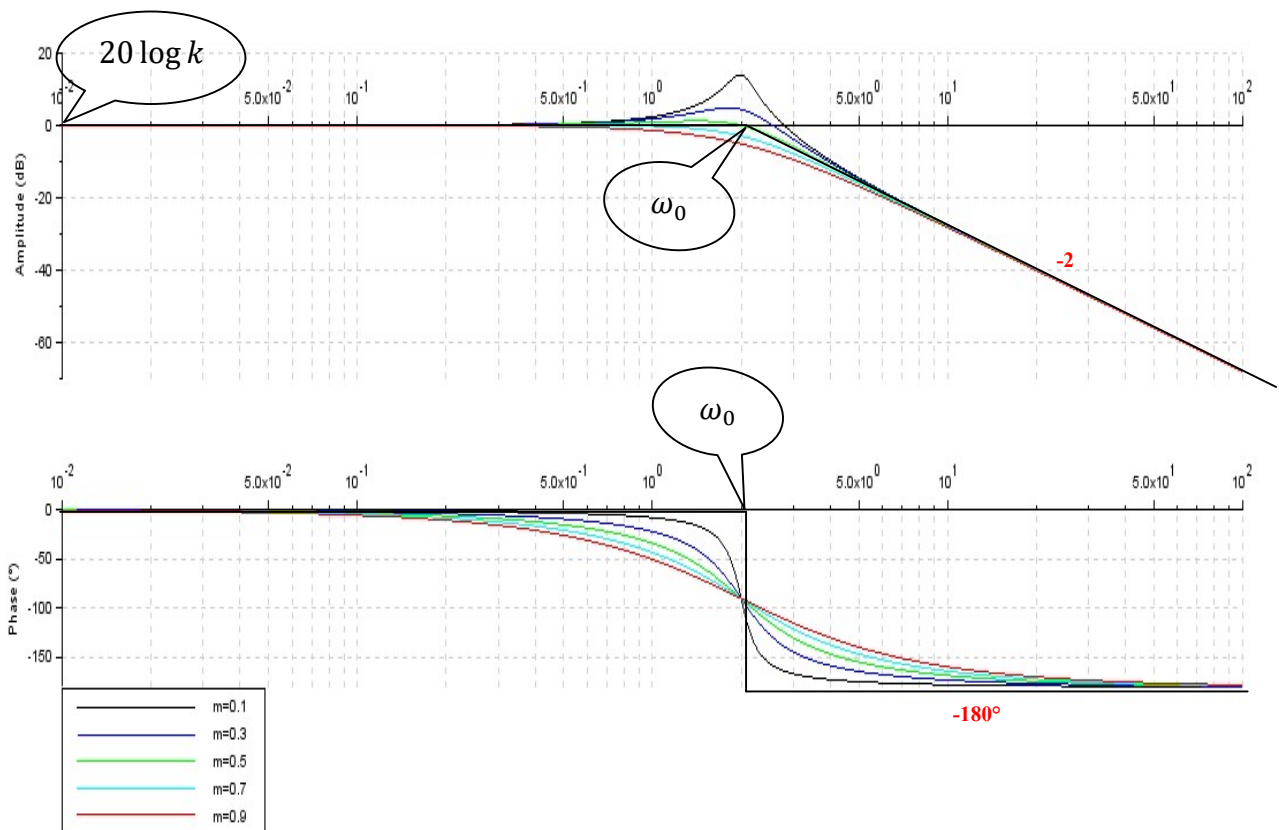 20 log k
20
10⁻² 5.0x10⁻² 10⁻¹ 5.0x10⁻¹ 10⁰ 5.0x10⁰ 10¹ 5.0x10¹ 10²
0
-20
-40
-60
Amplitude (dB)
ω₀
-2
ω₀
10⁻² 5.0x10⁻² 10⁻¹ 5.0x10⁻¹ 10⁰ 5.0x10⁰ 10¹ 5.0x10¹ 10²
0
-50
-100
-150
Phase (°)
-180°
m=0.1
m=0.3
m=0.5
m=0.7
m=0.9